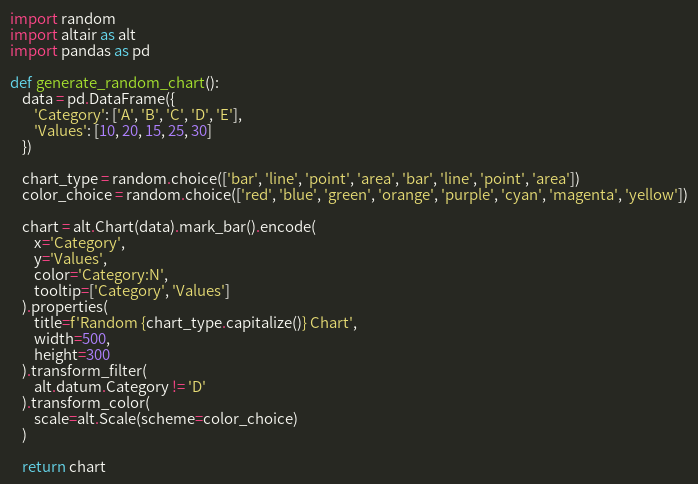 import random
import altair as alt
import pandas as pd

def generate_random_chart():
    data = pd.DataFrame({
        'Category': ['A', 'B', 'C', 'D', 'E'],
        'Values': [10, 20, 15, 25, 30]
    })

    chart_type = random.choice(['bar', 'line', 'point', 'area', 'bar', 'line', 'point', 'area'])
    color_choice = random.choice(['red', 'blue', 'green', 'orange', 'purple', 'cyan', 'magenta', 'yellow'])

    chart = alt.Chart(data).mark_bar().encode(
        x='Category',
        y='Values',
        color='Category:N',
        tooltip=['Category', 'Values']
    ).properties(
        title=f'Random {chart_type.capitalize()} Chart',
        width=500,
        height=300
    ).transform_filter(
        alt.datum.Category != 'D'
    ).transform_color(
        scale=alt.Scale(scheme=color_choice)
    )

    return chart